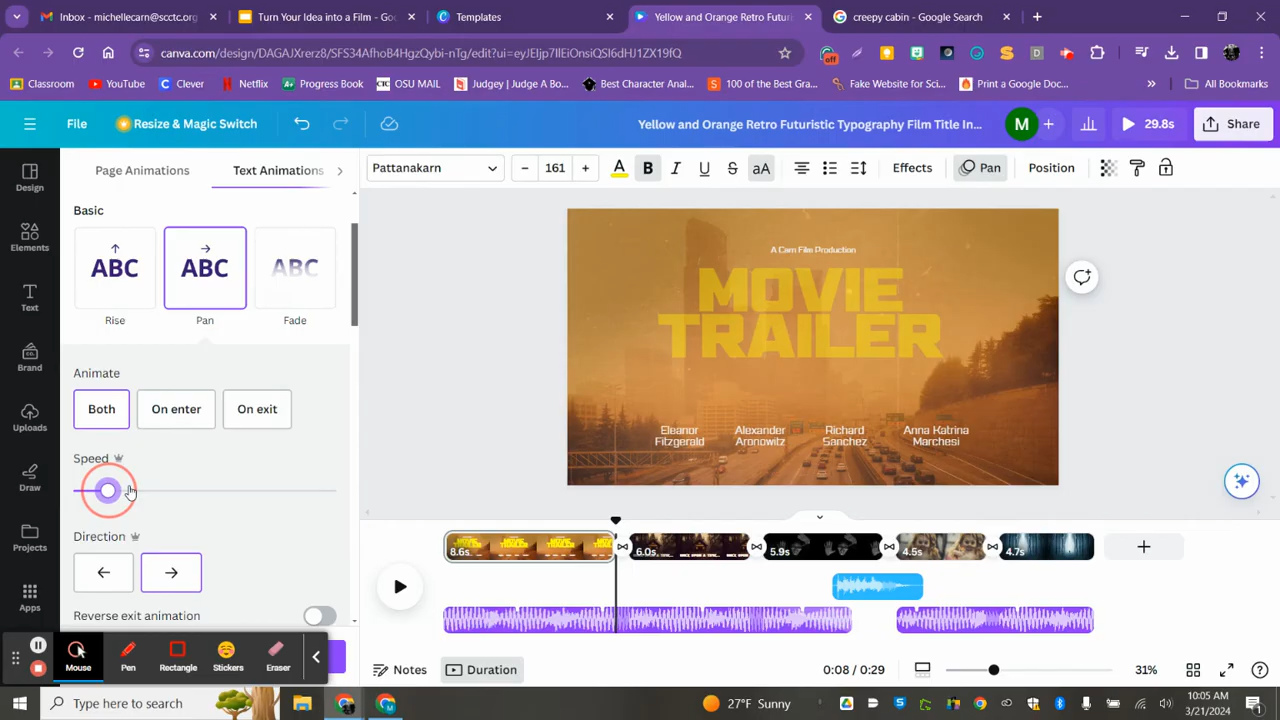 Inbox - michellecarn@scctc.org
Turn Your Idea into a Film - Go
Templates
Yellow and Orange Retro Futuris
creepy cabin - Google Search
canva.com/design/DAGAJXrerz8/SFS34AfhoB4HgzQybi-nTg/edit?ui=eyJEIjp7IlEiOnsiQSI6dHJ1ZX19fQ
off
Classroom
YouTube
Clever
Netflix
Progress Book
OSU MAIL
Judgey | Judge A Bo...
Best Character Anal...
100 of the Best Gra...
Fake Website for Sci...
Print a Google Doc...
All Bookmarks
File
Resize & Magic Switch
Yellow and Orange Retro Futuristic Typography Film Title In...
M
29.8s
Share
Design
Elements
Text
Brand
Uploads
Draw
Projects
Apps
Page Animations
Text Animations
Pattanakarn
161
A
B
I
U
S
aA
Effects
Pan
Position
Basic
ABC
ABC
ABC
Rise
Pan
Fade
Animate
Both
On enter
On exit
Speed
Direction
Reverse exit animation
A Carn Film Production
MOVIE
TRAILER
Eleanor
Fitzgerald
Alexander
Aronowitz
Richard
Sanchez
Anna Katrina
Marchesi
8.6s
6.0s
5.9s
4.5s
4.7s
Mouse
Pen
Rectangle
Stickers
Eraser
Notes
Duration
0:08 / 0:29
31%
Type here to search
27°F Sunny
10:05 AM
3/21/2024